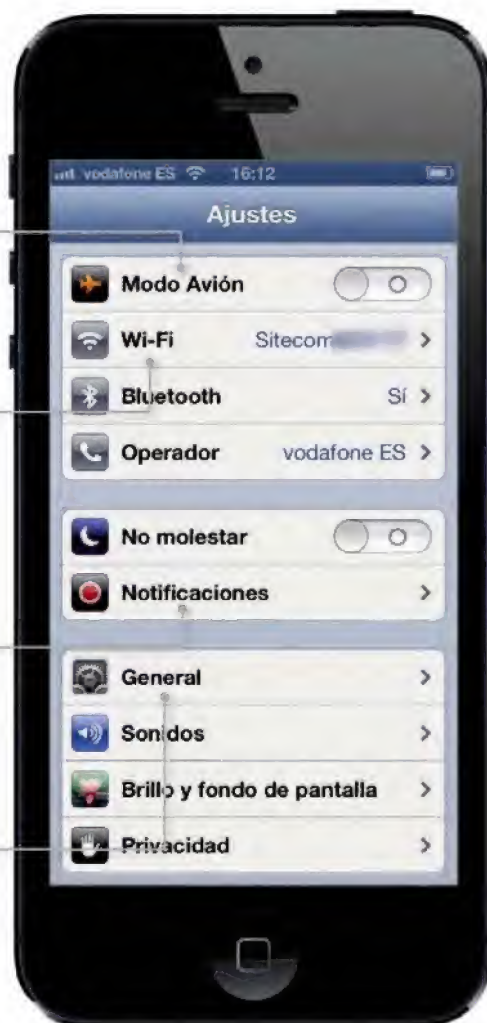 vodafone ES 16:12
Ajustes
Modo Avión
Wi-Fi Sitecom
Bluetooth Sí
Operador vodafone ES
No molestar
Notificaciones
General
Sonidos
Brillo y fondo de pantalla
Privacidad